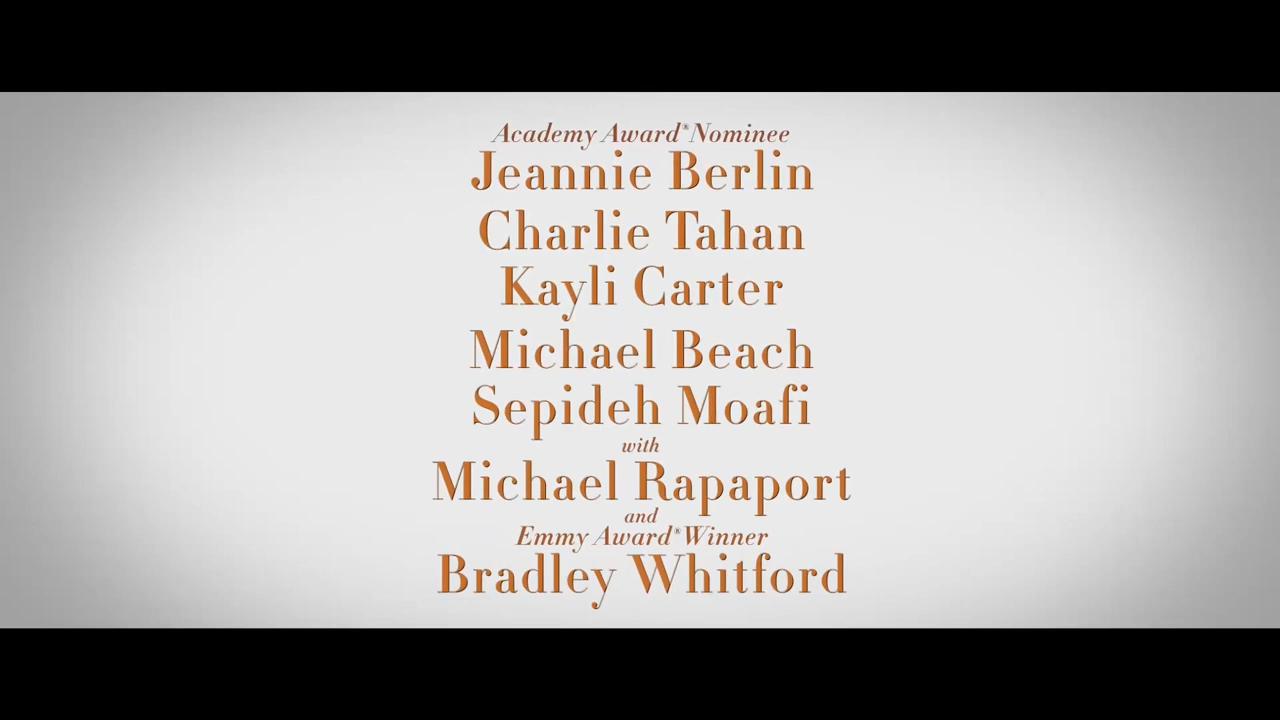 Academy Award® Nominee
Jeannie Berlin
Charlie Tahan
Kayli Carter
Michael Beach
Sepideh Moafi
with
Michael Rapaport
and
Emmy Award® Winner
Bradley Whitford